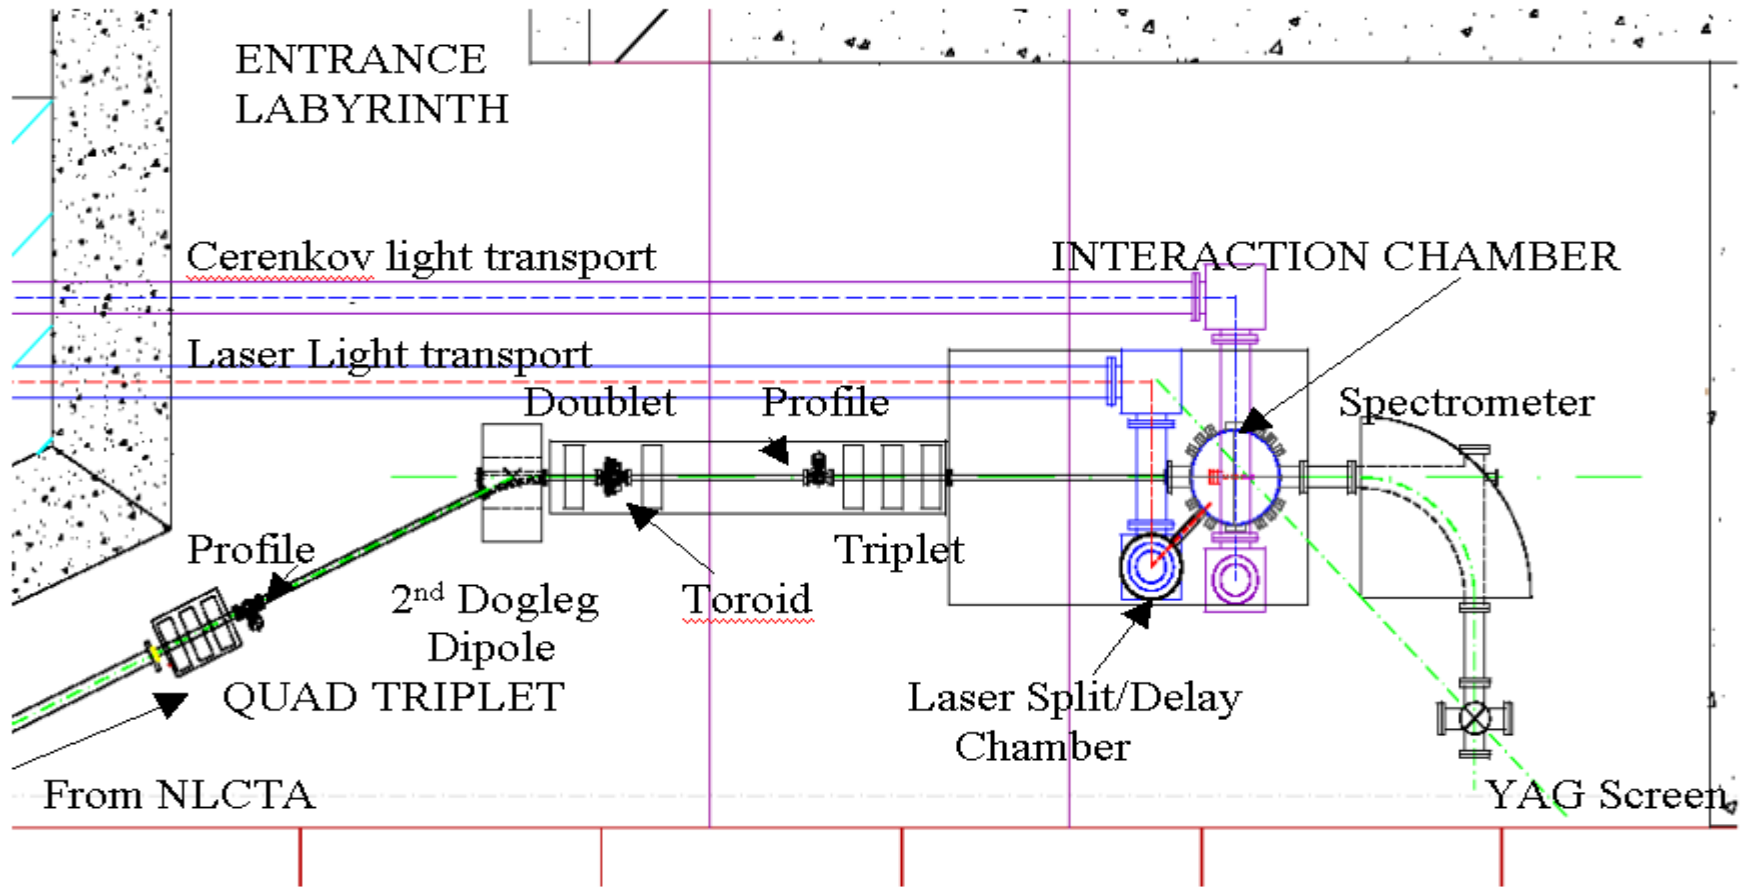 ENTRANCE
LABYRINTH
Cerenkov light transport
INTERACTION CHAMBER
Laser Light transport
Doublet
Profile
Spectrometer
Profile
Triplet
2nd Dogleg
Dipole
Toroid
QUAD TRIPLET
Laser Split/Delay
Chamber
From NLCTA
YAG Screen